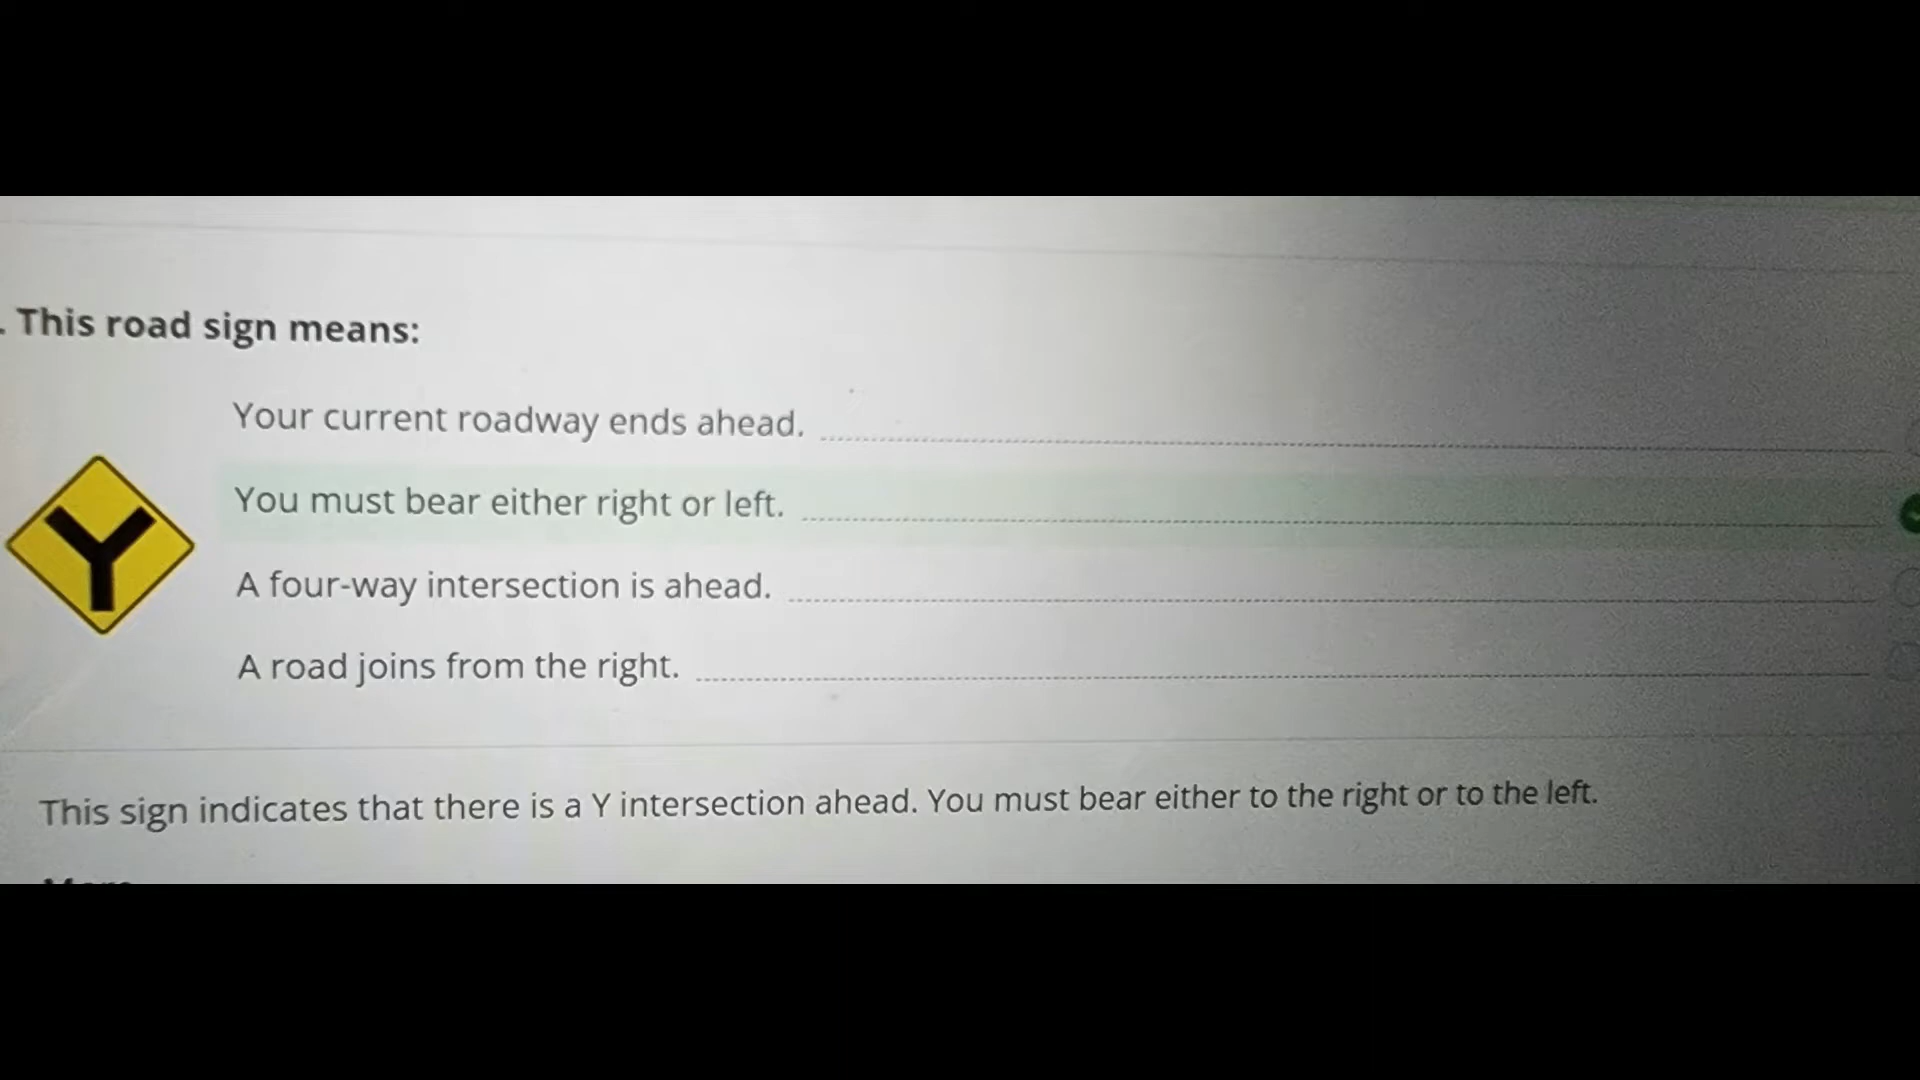 . This road sign means:
Your current roadway ends ahead.
You must bear either right or left.
A four-way intersection is ahead.
A road joins from the right.
This sign indicates that there is a Y intersection ahead. You must bear either to the right or to the left.